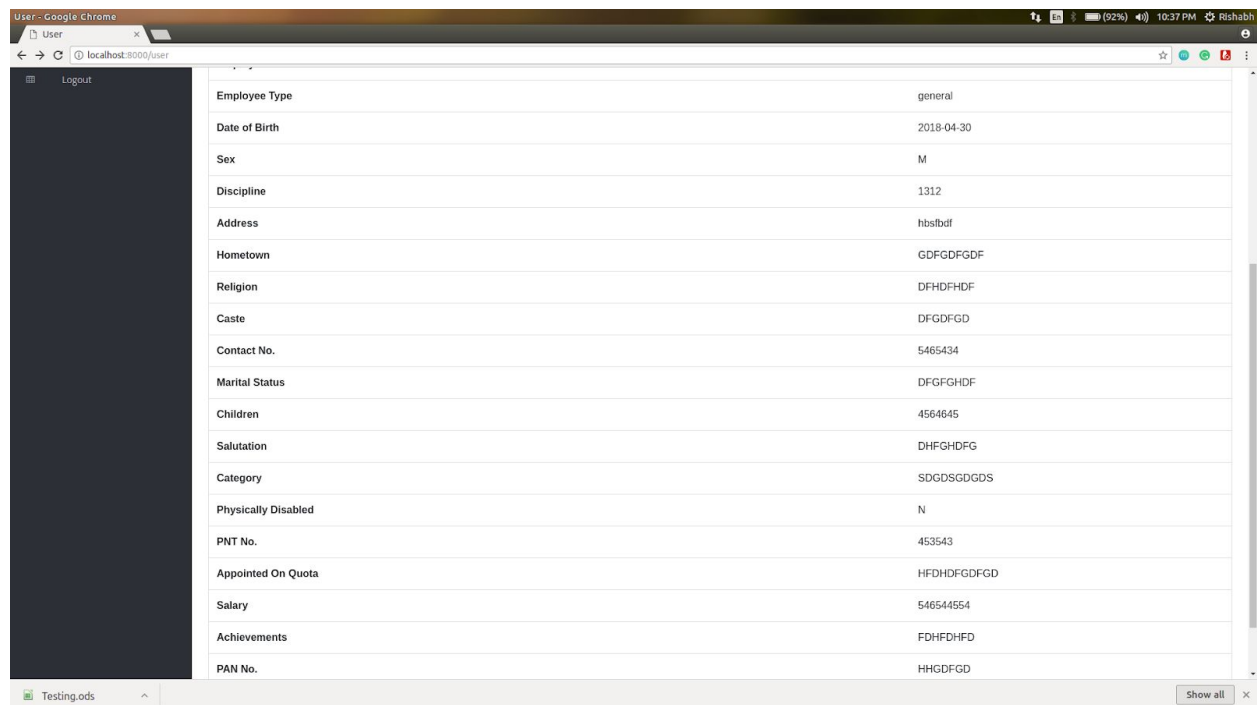 User - Google Chrome En (92%) 10:37 PM Rishabh
User ×
localhost:8000/user
Logout
Employee Type general
Date of Birth 2018-04-30
Sex M
Discipline 1312
Address hbsfbdf
Hometown GDFGDFGDF
Religion DFHDFHDF
Caste DFGDFGD
Contact No. 5465434
Marital Status DFGFGHDF
Children 4564645
Salutation DHFGHDFG
Category SDGDSGDGDS
Physically Disabled N
PNT No. 453543
Appointed On Quota HFDHDFGDFGD
Salary 546544554
Achievements FDHFDHFD
PAN No. HHGDFGD
Testing.ods Show all ×